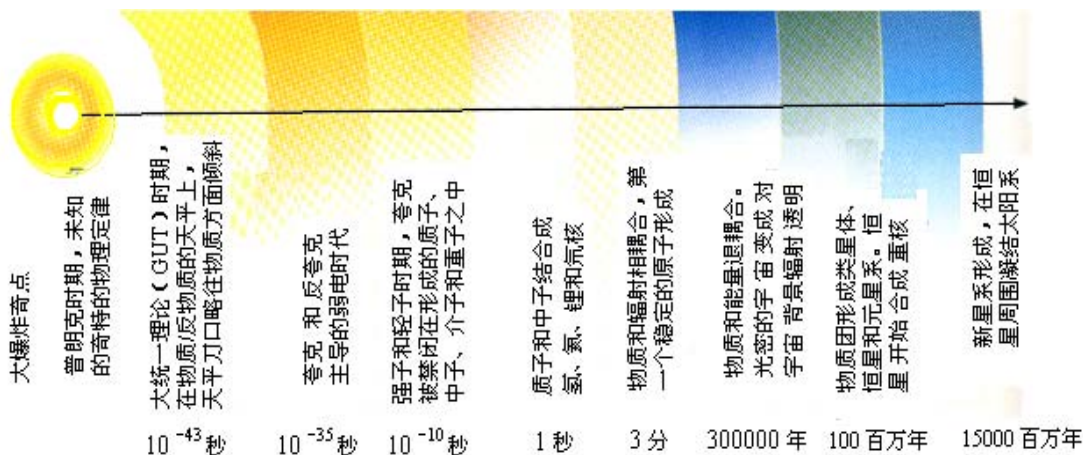 大爆炸奇点
普朗克时期，未知
的奇特的物理定律
大统一理论（GUT）时期，
在物质/反物质的天平上，
天平刀口略往物质方面倾斜
夸克 和 反夸克
主导的弱电时代
强子和轻子时期，夸克
被禁闭在形成的质子、
中子、介子和重子之中
质子和中子结合成
氢、氦、锂和氘核
物质和辐射相耦合，第
一个稳定的原子形成
物质和能量退耦合。
光密的宇 宙 变成 对
宇宙 背景辐射 透明
物质团形成类星体、
恒星和元星系。恒
星 开始 合成 重核
新星系形成，在恒
星周围凝结太阳系
10⁻⁴³秒
10⁻³⁵秒
10⁻¹⁰秒
1 秒
3 分
300000 年
100 百万年
15000 百万年